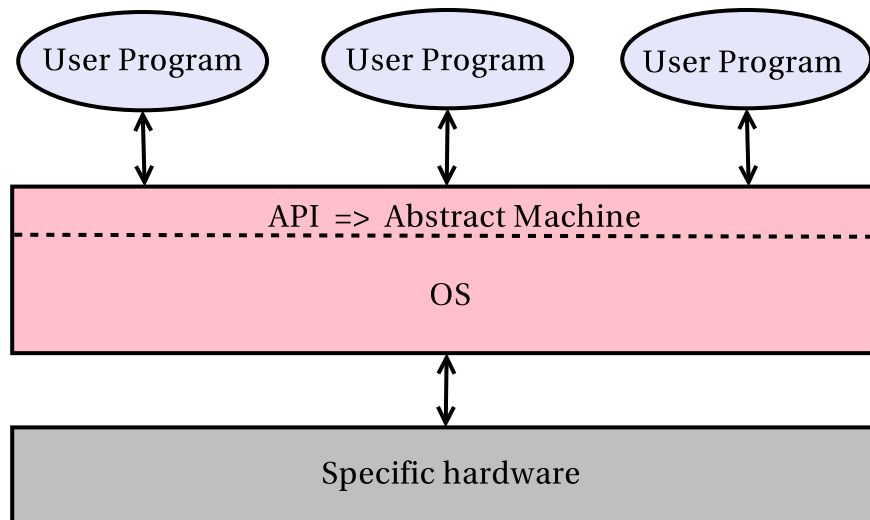 User Program
User Program
User Program
API => Abstract Machine
OS
Specific hardware